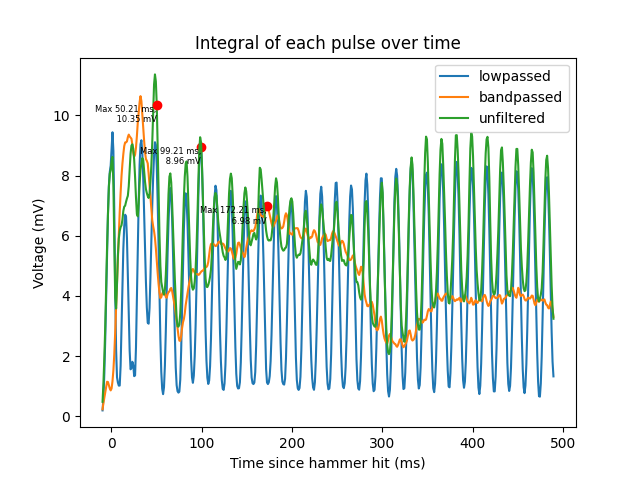 Integral of each pulse over time
lowpassed
bandpassed
unfiltered
Max 50.21 ms,
10.35 mV
Max 99.21 ms,
8.96 mV
Max 172.21 ms,
6.98 mV
Voltage (mV)
10
8
6
4
2
0
0
100
200
300
400
500
Time since hammer hit (ms)